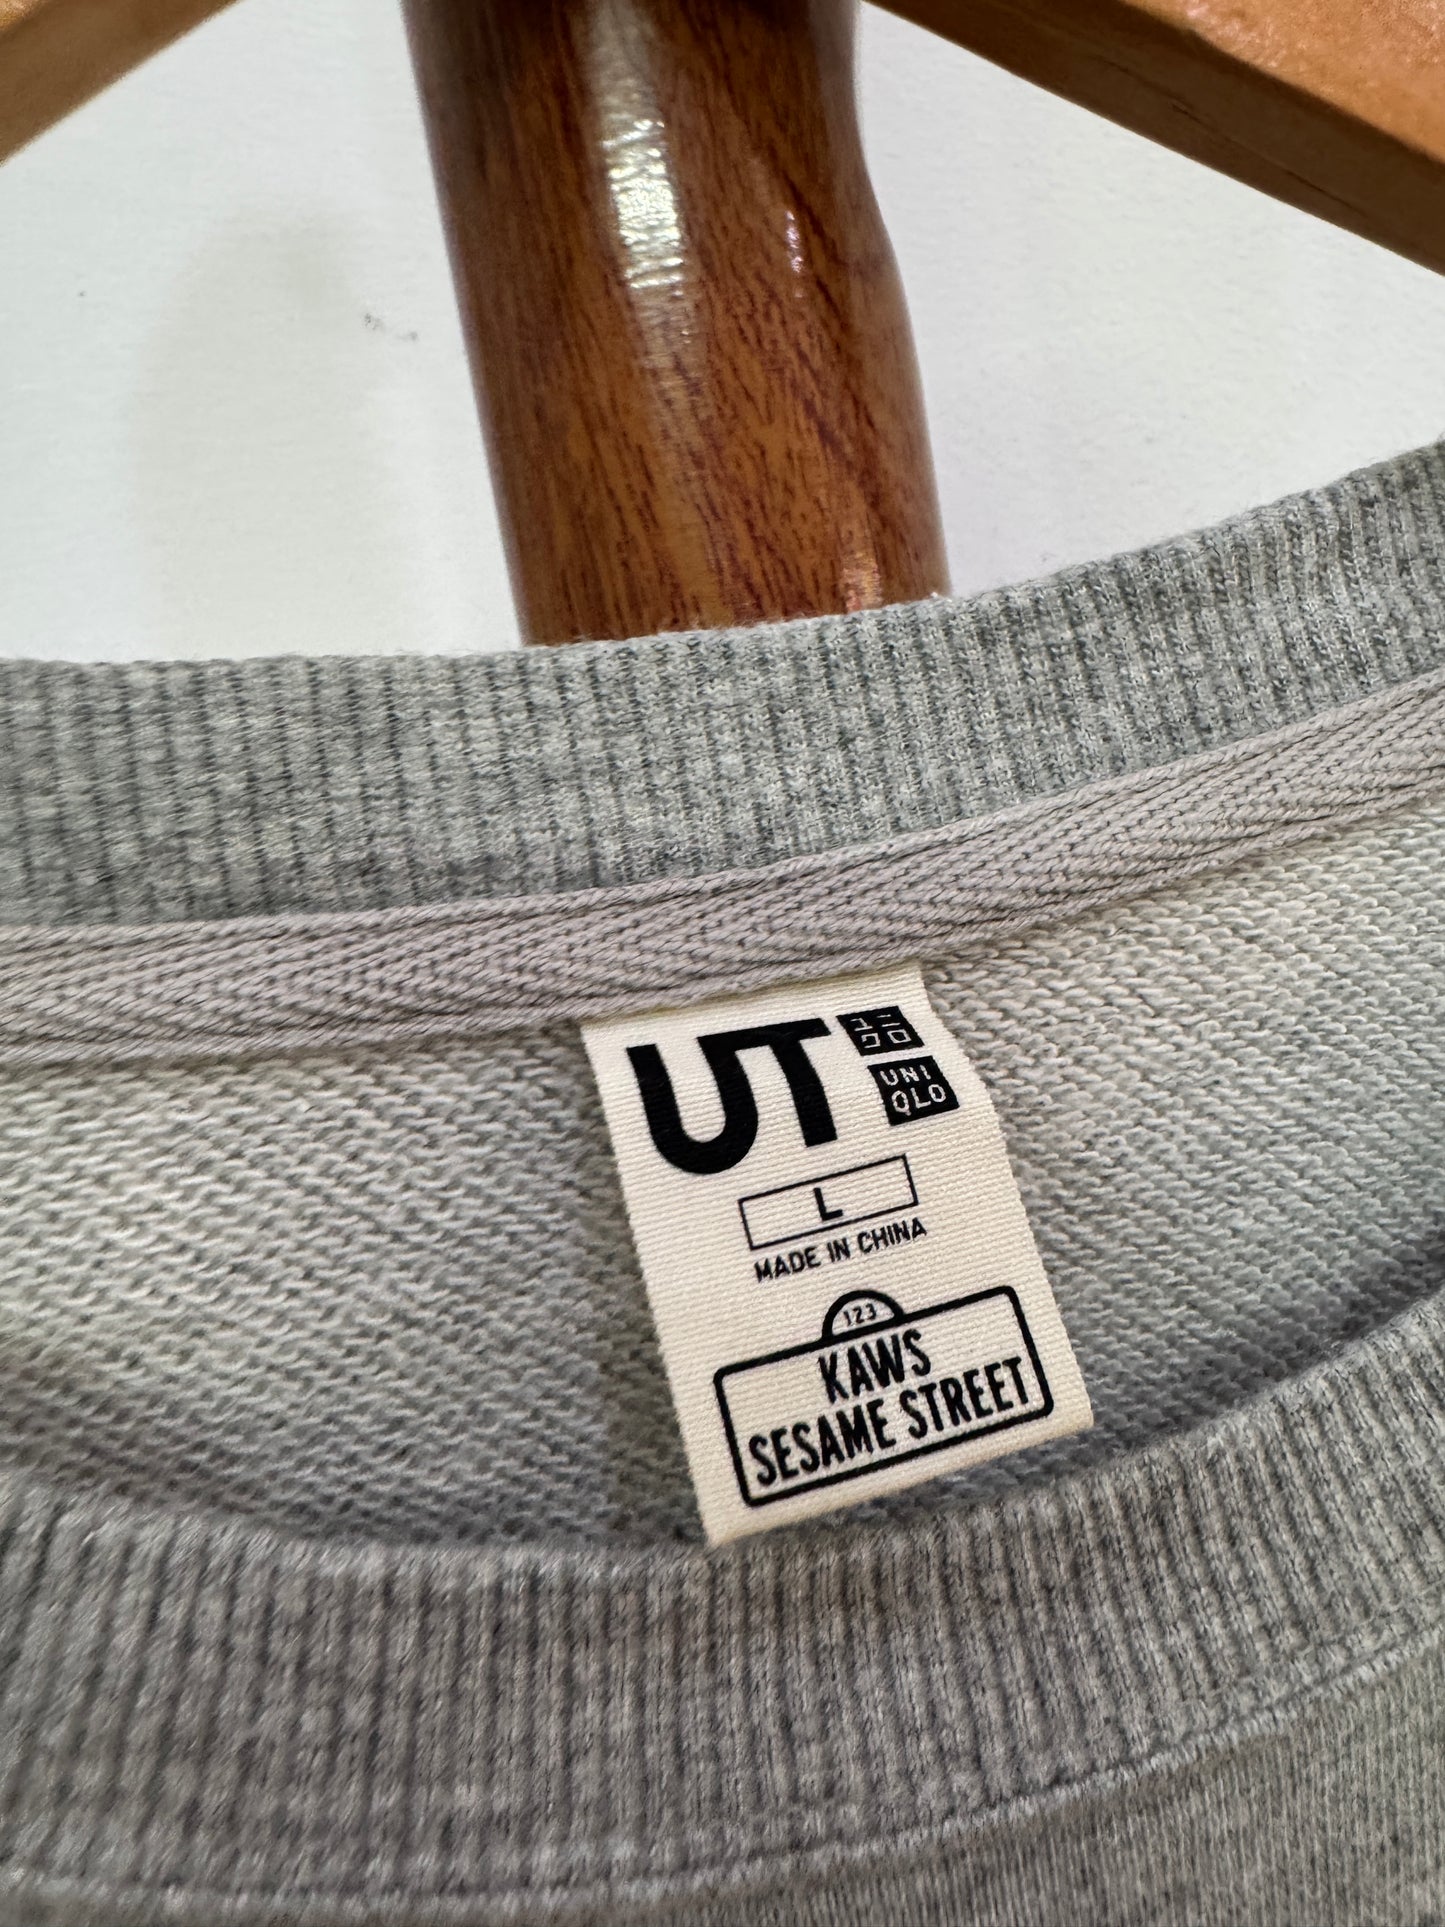 UT
ユニ
クロ
UNI
QLO
L
MADE IN CHINA
123
KAWS
SESAME STREET